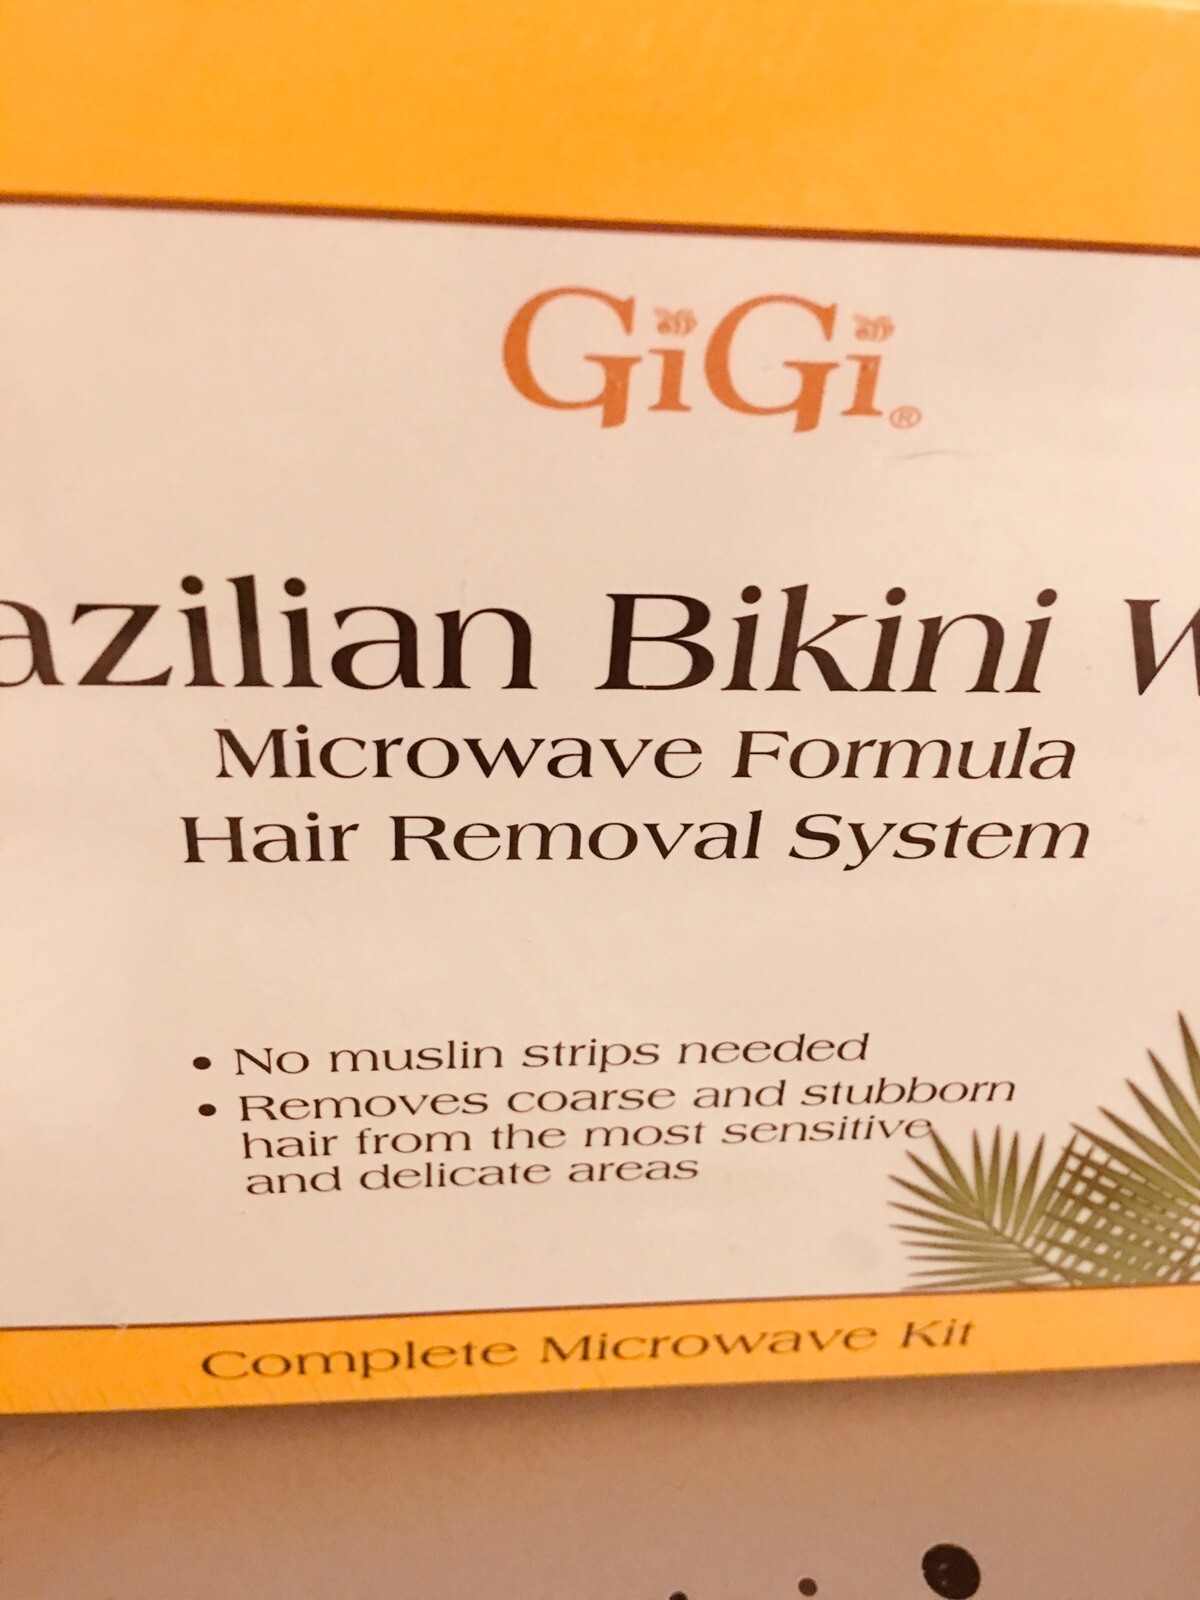 GiGi®
azilian Bikini W
Microwave Formula
Hair Removal System
• No muslin strips needed
• Removes coarse and stubborn
hair from the most sensitive
and delicate areas
Complete Microwave Kit